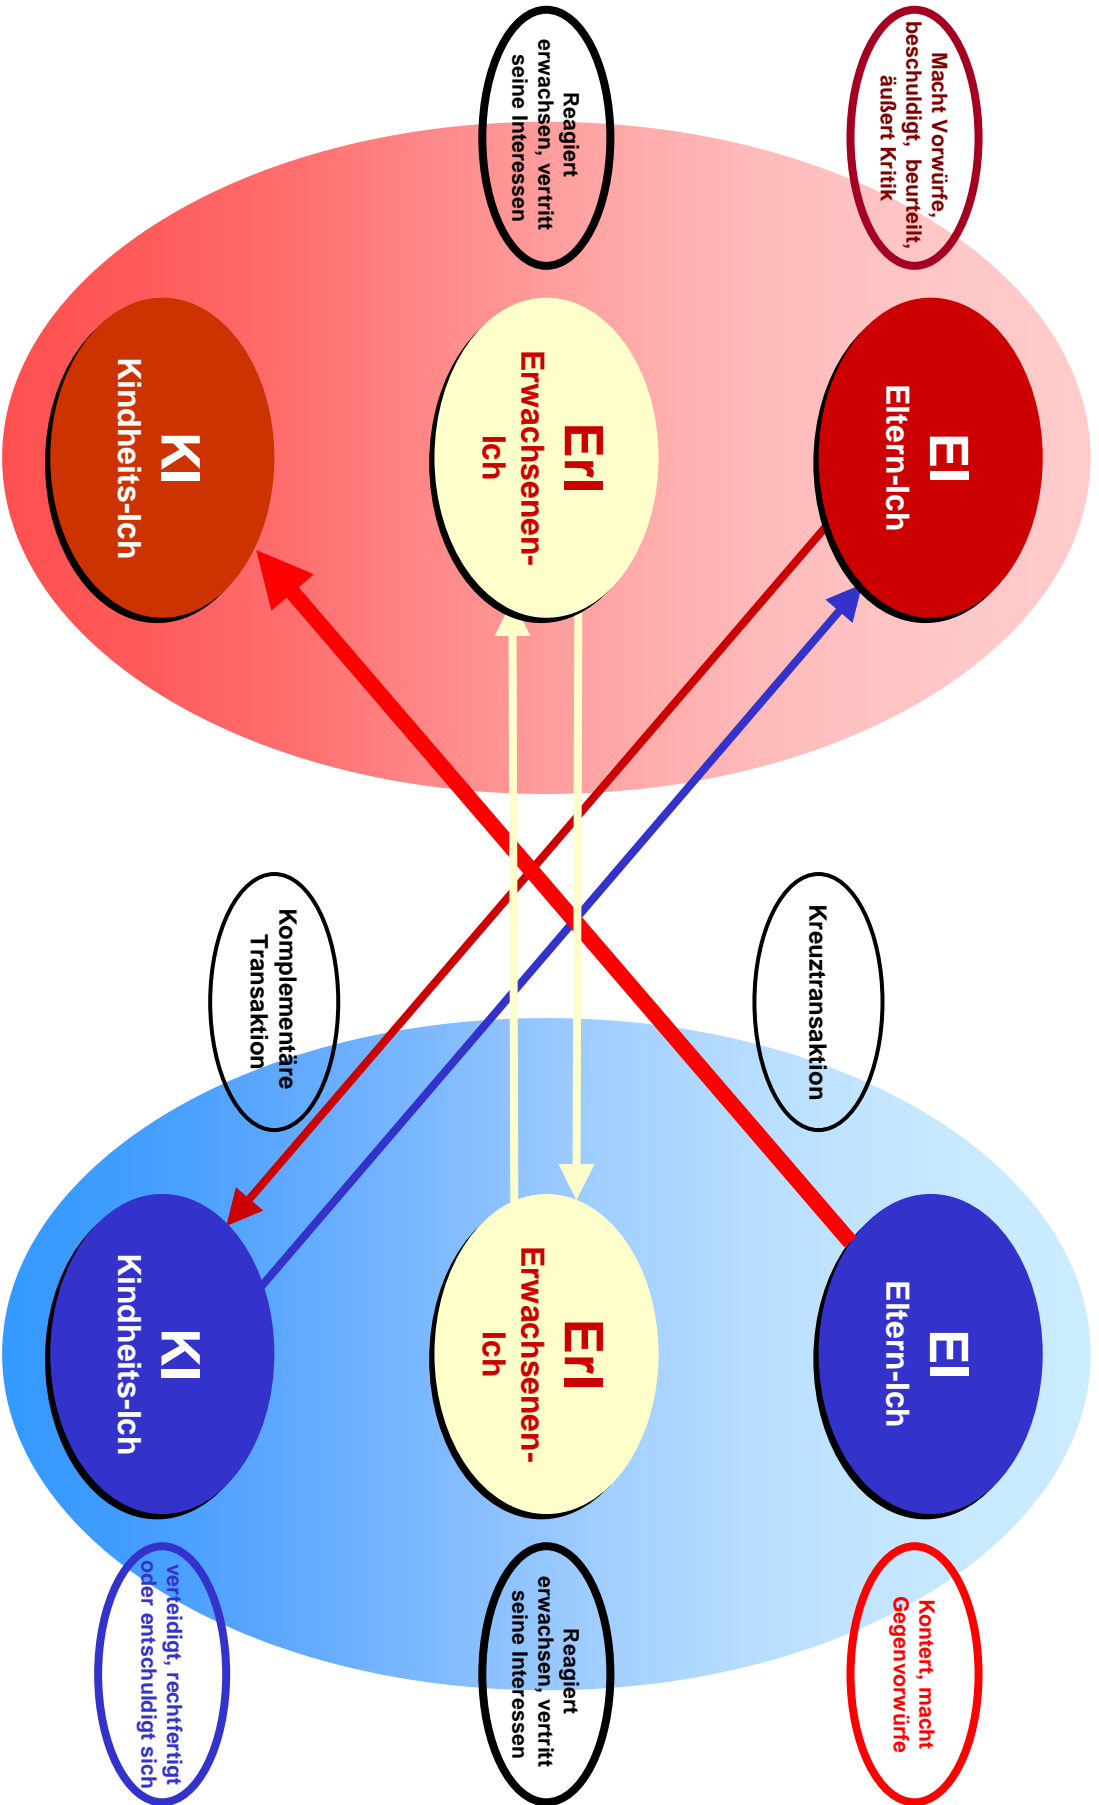 Macht Vorwürfe,
beschuldigt, beurteilt,
äußert Kritik
EI
Eltern-Ich
Kreuztransaktion
EI
Eltern-Ich
Kontert, macht
Gegenvorwürfe
Reagiert
erwachsen, vertritt
seine Interessen
ErI
Erwachsenen-
Ich
ErI
Erwachsenen-
Ich
Reagiert
erwachsen, vertritt
seine Interessen
KI
Kindheits-Ich
Komplementäre
Transaktion
KI
Kindheits-Ich
verteidigt, rechtfertigt
oder entschuldigt sich